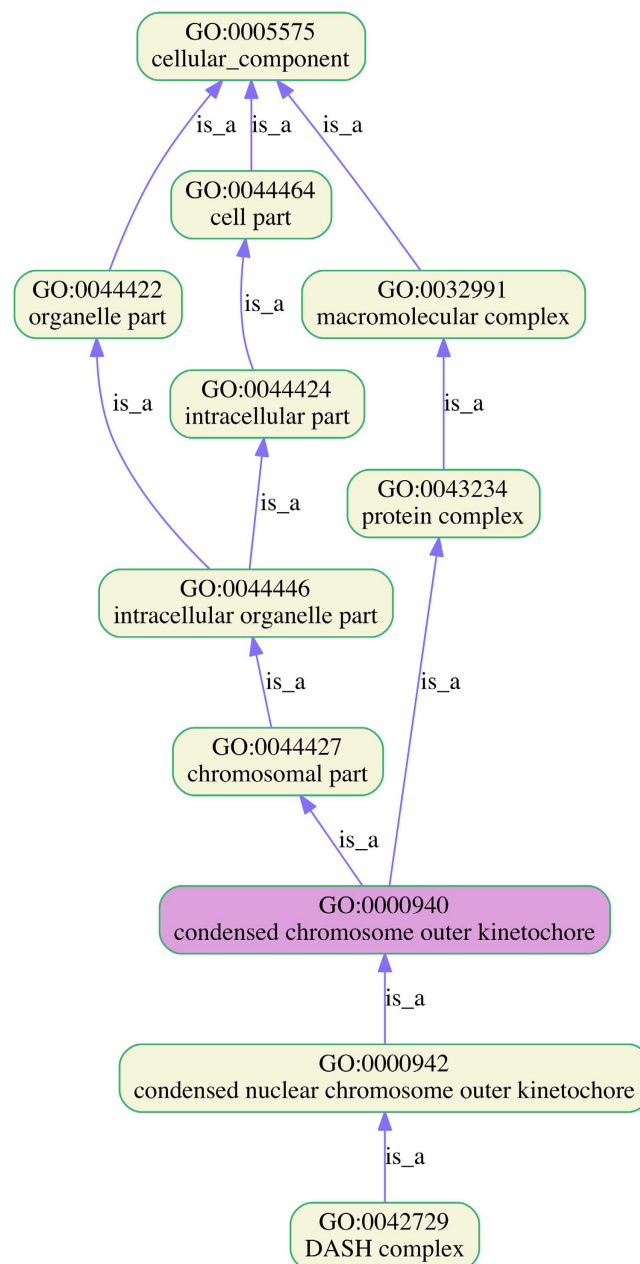 GO:0005575
cellular_component
is_a
is_a
is_a
GO:0044464
cell part
GO:0044422
organelle part
GO:0032991
macromolecular complex
is_a
GO:0044424
intracellular part
is_a
is_a
GO:0043234
protein complex
is_a
GO:0044446
intracellular organelle part
is_a
is_a
GO:0044427
chromosomal part
is_a
GO:0000940
condensed chromosome outer kinetochore
is_a
GO:0000942
condensed nuclear chromosome outer kinetochore
is_a
GO:0042729
DASH complex